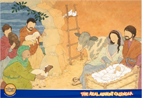 THE REAL ADVENT CALENDAR